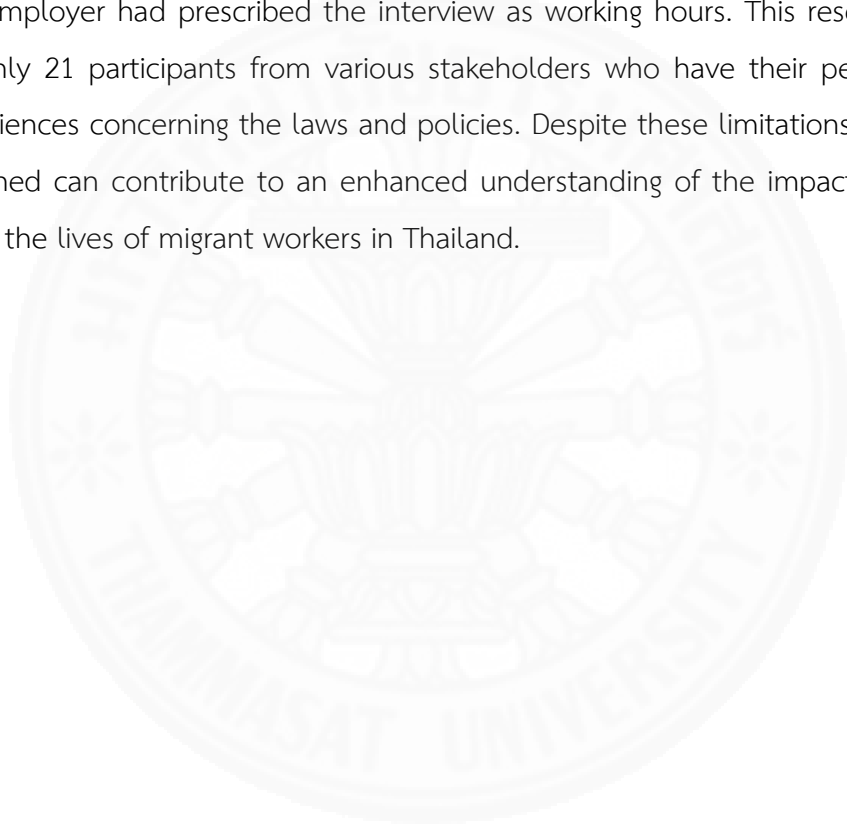 mployer had prescribed the interview as working hours. This res
nly 21 participants from various stakeholders who have their pe
iences concerning the laws and policies. Despite these limitations
ned can contribute to an enhanced understanding of the impact
the lives of migrant workers in Thailand.
THAMMASAT UNIVERSITY